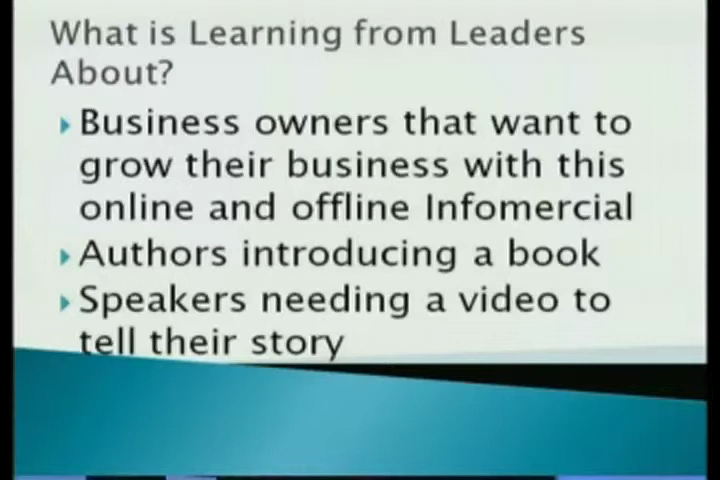 What is Learning from Leaders
About?
Business owners that want to
grow their business with this
online and offline Infomercial
Authors introducing a book
Speakers needing a video to
tell their story